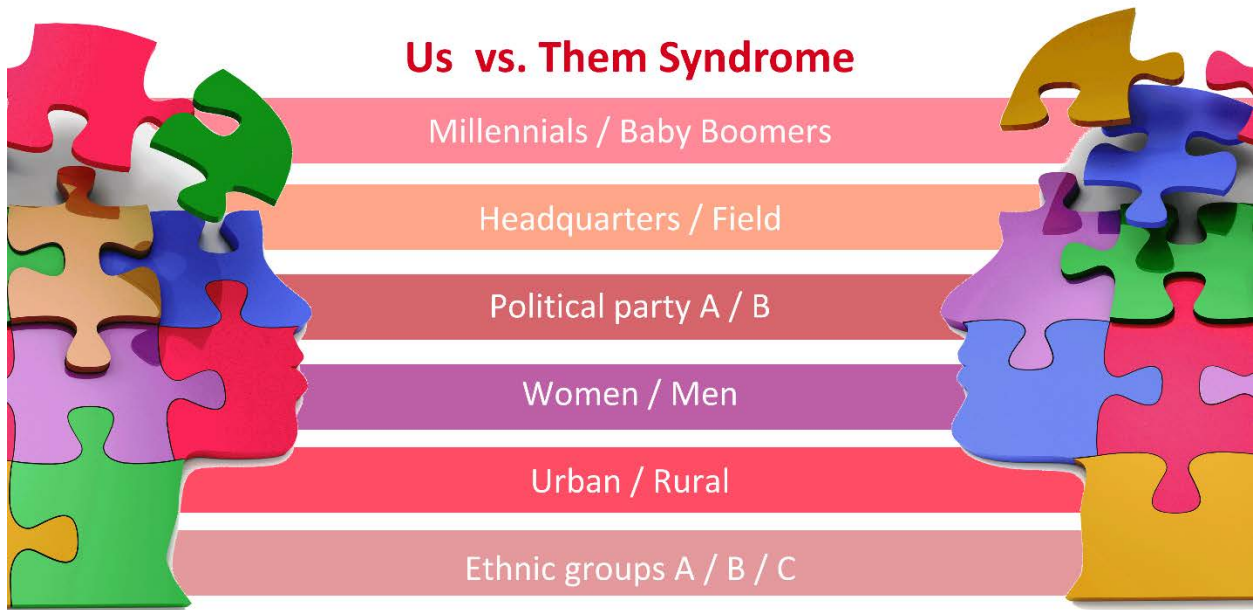 Us vs. Them Syndrome
Millennials / Baby Boomers
Headquarters / Field
Political party A / B
Women / Men
Urban / Rural
Ethnic groups A / B / C